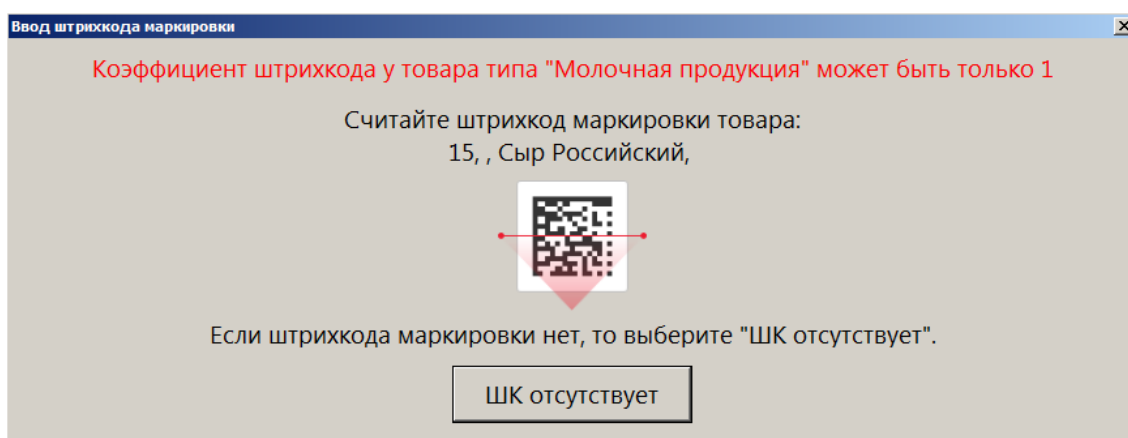 Ввод штрихкода маркировки
Коэффициент штрихкода у товара типа "Молочная продукция" может быть только 1
Считайте штрихкод маркировки товара:
15, , Сыр Российский,
Если штрихкода маркировки нет, то выберите "ШК отсутствует".
ШК отсутствует